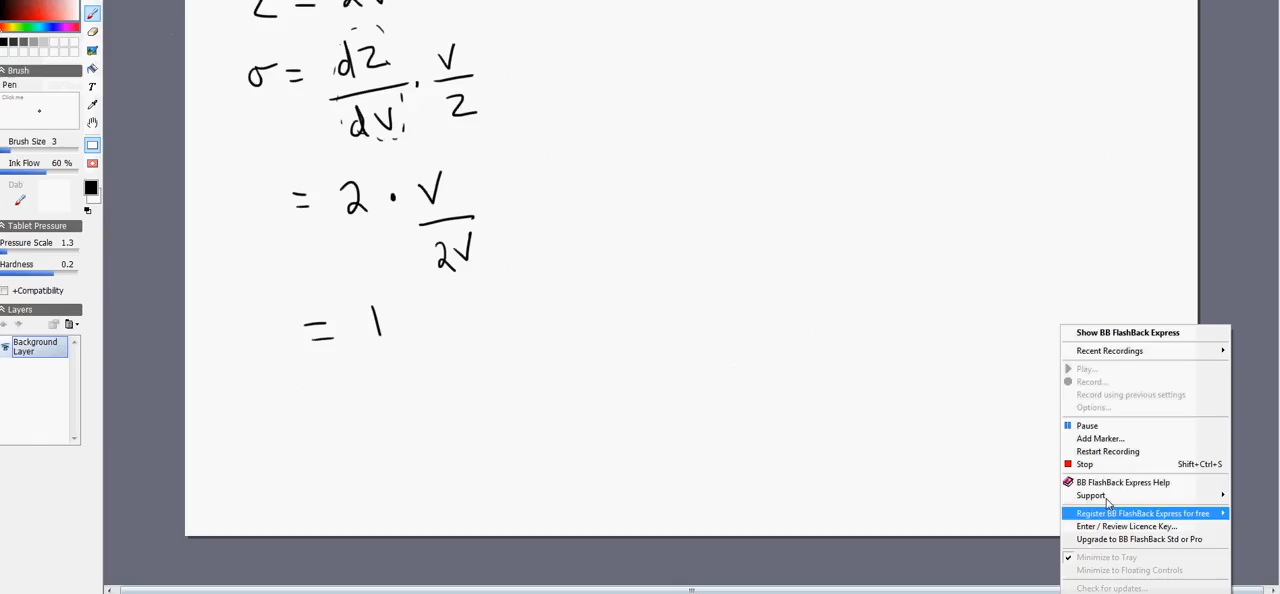 Z = 2V
σ = dZ/dV · V/Z
= 2 · V/2V
= 1
Brush
Pen
Click me
Brush Size 3
Ink Flow 60 %
Dab
Tablet Pressure
Pressure Scale 1.3
Hardness 0.2
+Compatibility
Layers
Background Layer
Show BB FlashBack Express
Recent Recordings
Play...
Record...
Record using previous settings
Options...
Pause
Add Marker...
Restart Recording
Stop Shift+Ctrl+S
BB FlashBack Express Help
Support
Register BB FlashBack Express for free
Enter / Review Licence Key...
Upgrade to BB FlashBack Std or Pro
Minimize to Tray
Minimize to Floating Controls
Check for updates...